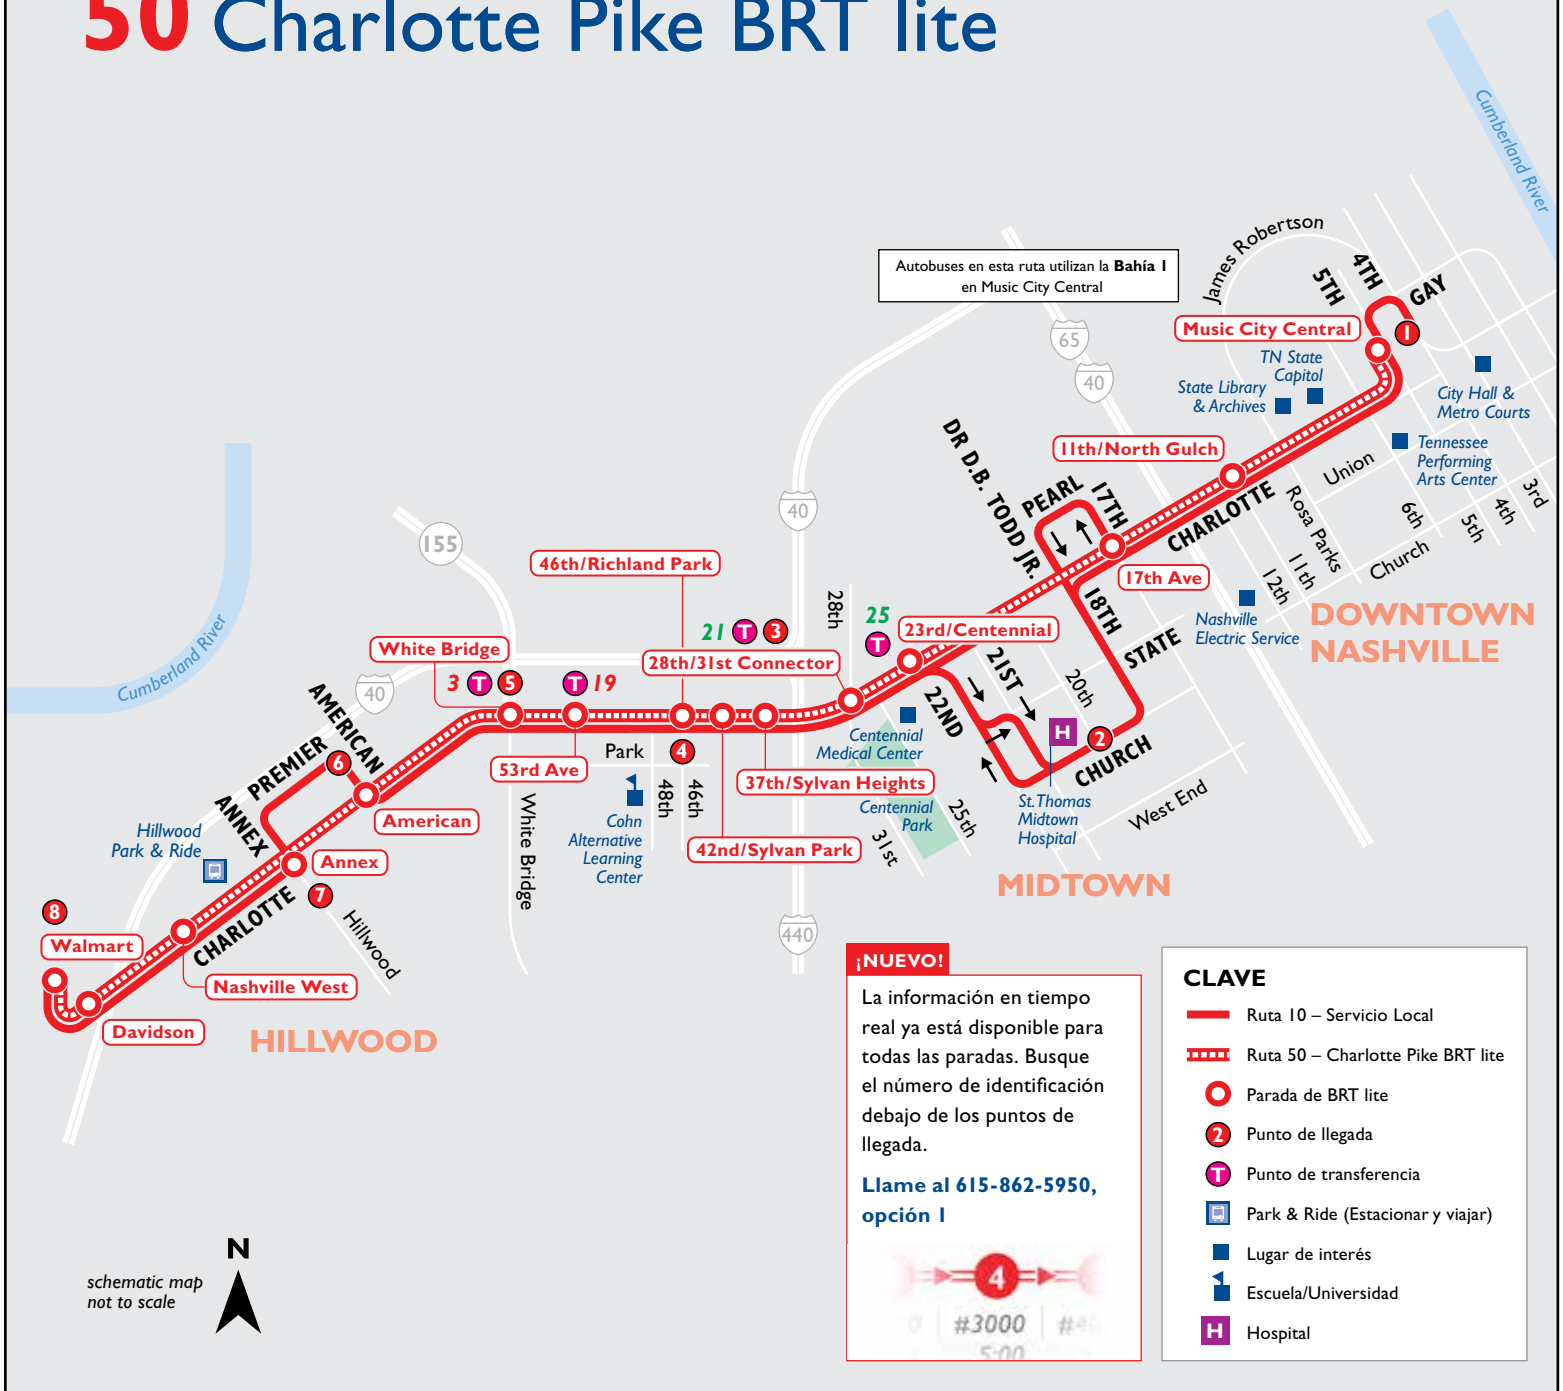 50 Charlotte Pike BRT lite
Cumberland River
James Robertson
5TH
4TH
GAY
Autobuses en esta ruta utilizan la Bahía 1
en Music City Central
65
40
Music City Central
1
TN State
Capitol
State Library
& Archives
City Hall &
Metro Courts
Tennessee
Performing
Arts Center
11th/North Gulch
Union
CHARLOTTE
Rosa Parks
6th
5th
4th
3rd
Church
11th
12th
DR D.B. TODD JR.
PEARL
17TH
17th Ave
18TH
Nashville
Electric Service
DOWNTOWN
NASHVILLE
STATE
40
155
46th/Richland Park
28th
25
T
23rd/Centennial
21
T
3
28th/31st Connector
White Bridge
3
T
5
T
19
21ST
20th
22ND
H
2
CHURCH
Centennial
Medical Center
Centennial
Park
St.Thomas
Midtown
Hospital
West End
25th
31st
MIDTOWN
Cumberland River
40
AMERICAN
PREMIER
6
ANNEX
53rd Ave
Park
4
48th
46th
37th/Sylvan Heights
42nd/Sylvan Park
Cohn
Alternative
Learning
Center
White Bridge
American
Hillwood
Park & Ride
Annex
7
Hillwood
CHARLOTTE
8
Walmart
Nashville West
Davidson
HILLWOOD
440
¡NUEVO!
La información en tiempo
real ya está disponible para
todas las paradas. Busque
el número de identificación
debajo de los puntos de
llegada.
Llame al 615-862-5950,
opción 1
4
#3000
5:00
CLAVE
Ruta 10 – Servicio Local
Ruta 50 – Charlotte Pike BRT lite
Parada de BRT lite
2 Punto de llegada
T Punto de transferencia
Park & Ride (Estacionar y viajar)
Lugar de interés
Escuela/Universidad
H Hospital
N
schematic map
not to scale